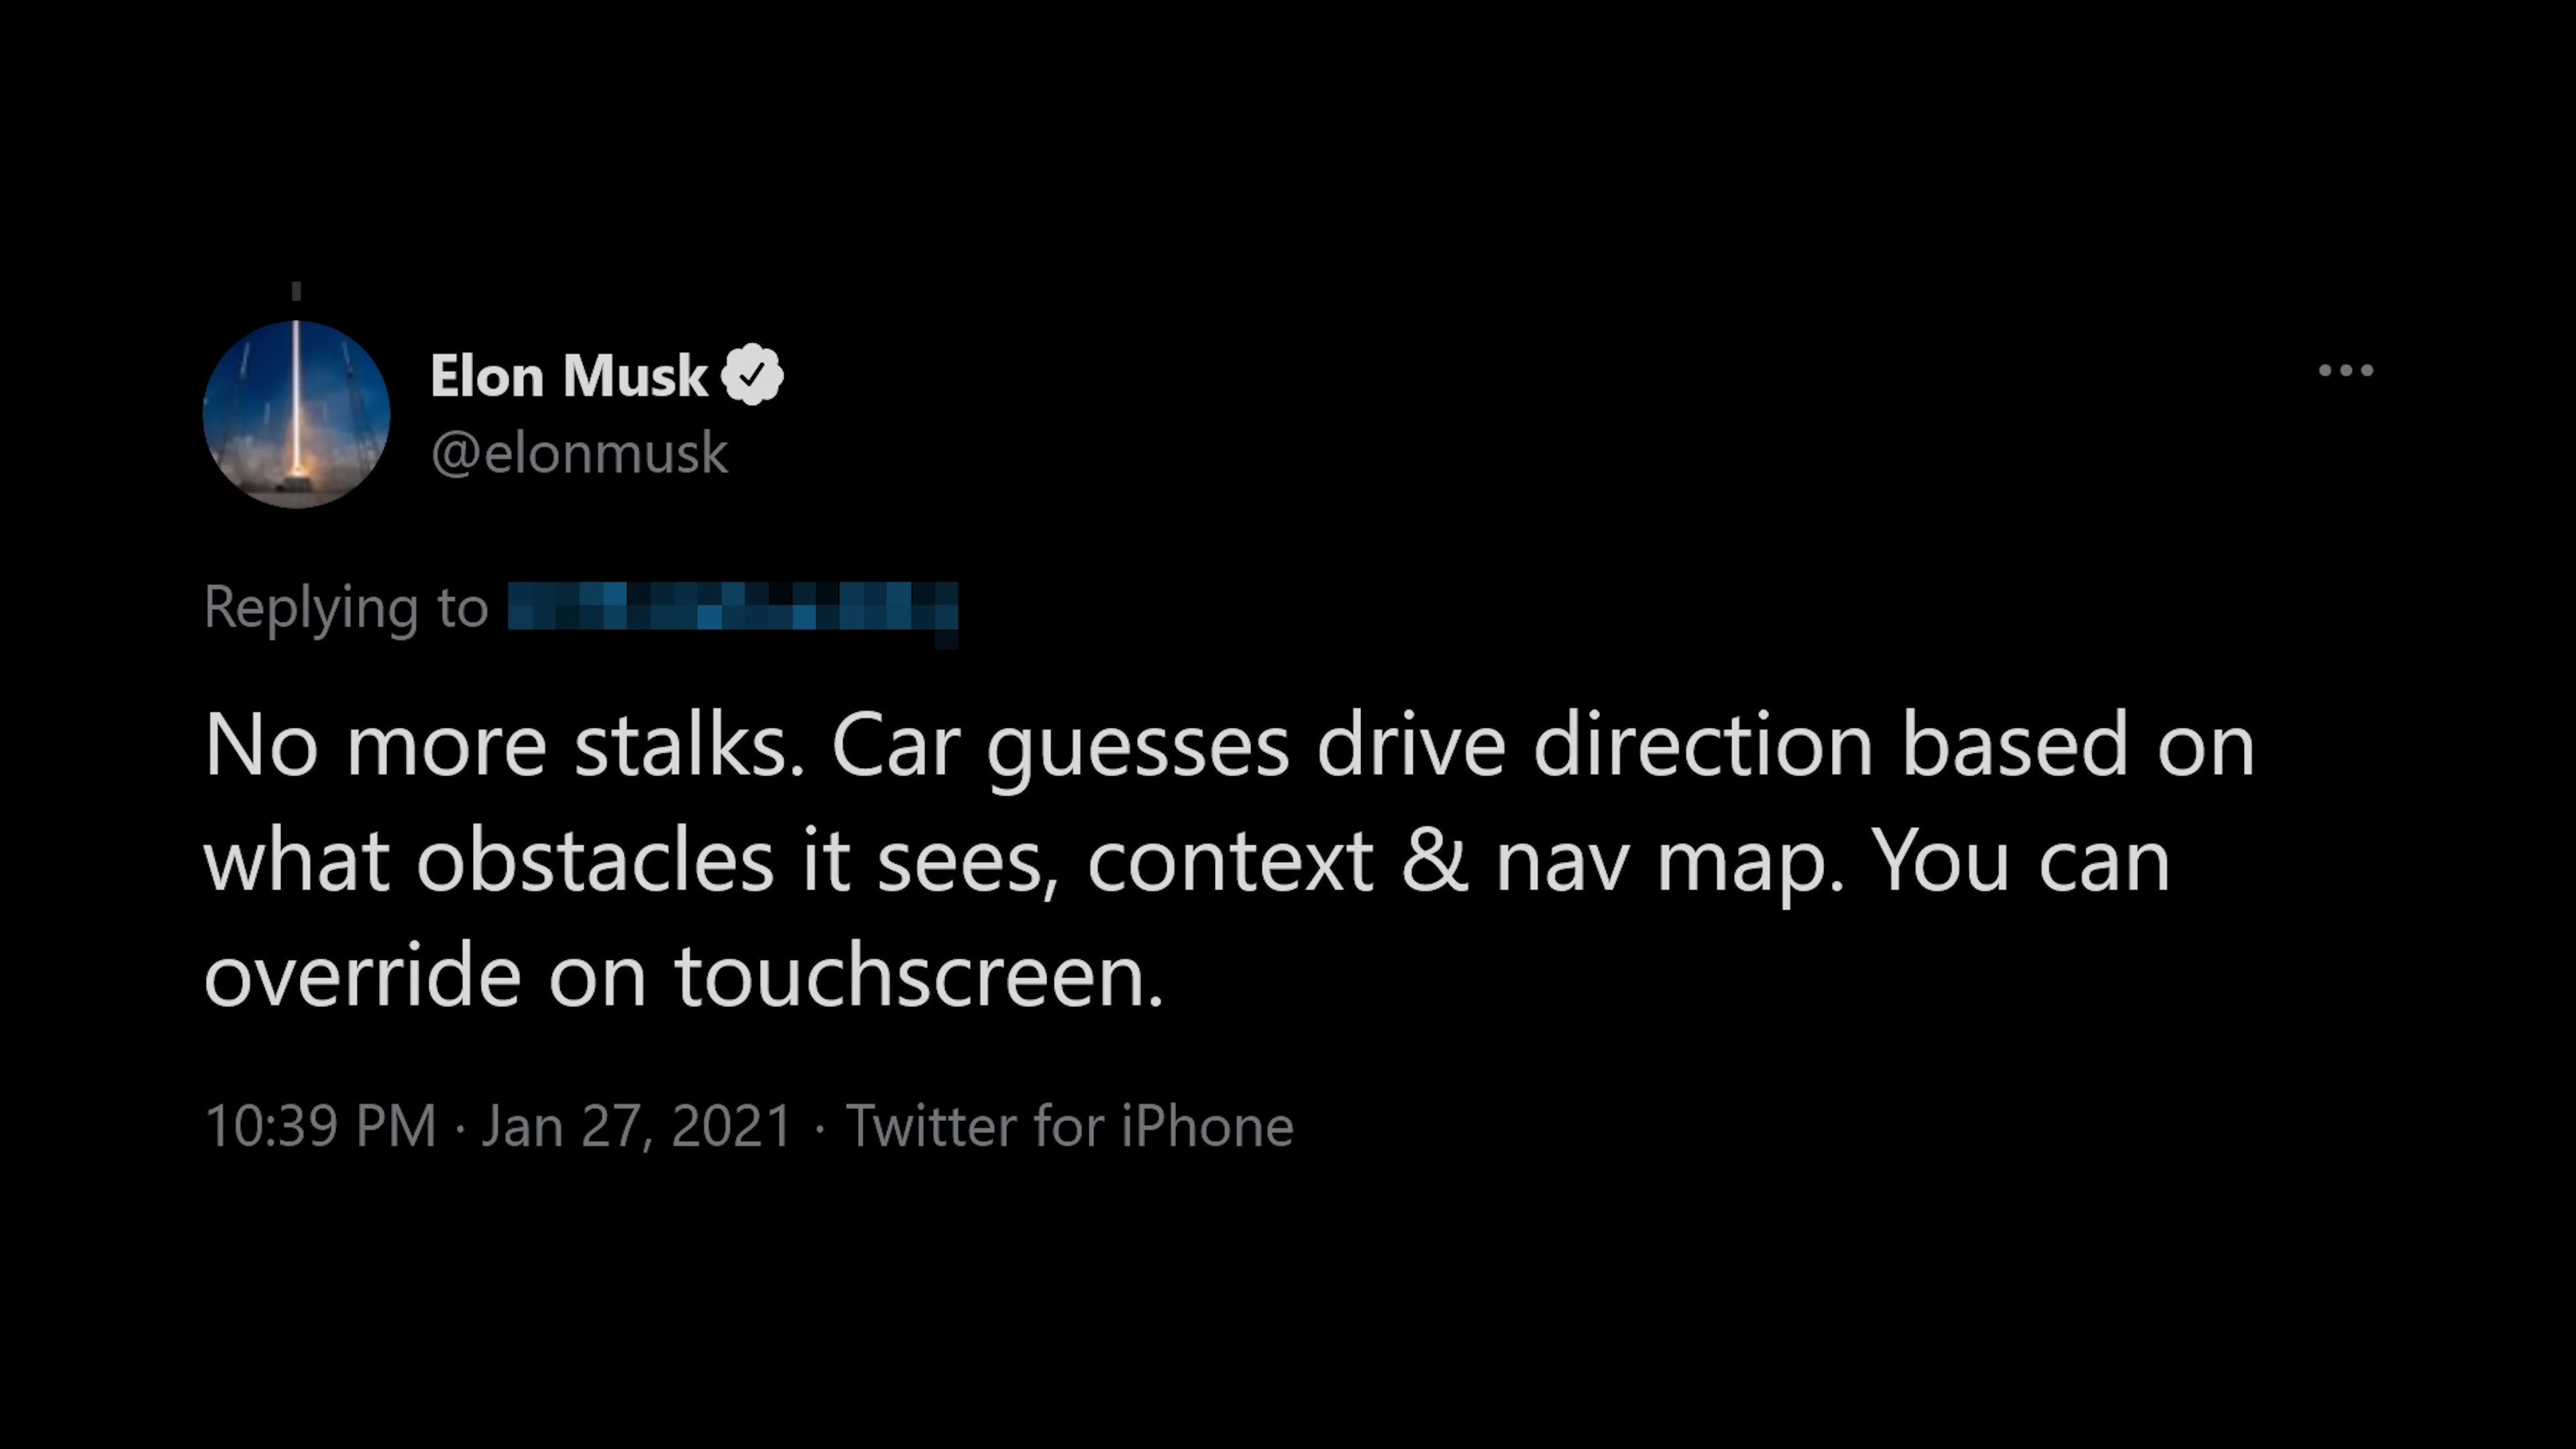 Elon Musk
@elonmusk
Replying to
No more stalks. Car guesses drive direction based on
what obstacles it sees, context & nav map. You can
override on touchscreen.
10:39 PM · Jan 27, 2021 · Twitter for iPhone